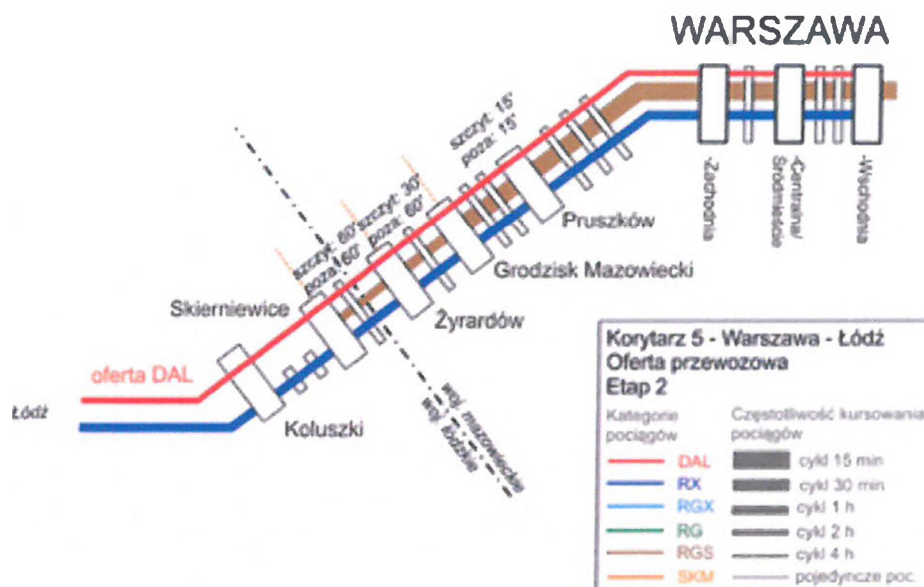 WARSZAWA
szczyt: 15'
poza: 15'
szczyt: 30'
poza: 60'
szczyt: 60'
poza: 60'
-Zachodnia
-Centralna/
Śródmieście
-Wschodnia
Pruszków
Grodzisk Mazowiecki
Żyrardów
Skierniewice
Koluszki
oferta DAL
Łódź
woj. łódzkie
woj. mazowieckie
Korytarz 5 - Warszawa - Łódź
Oferta przewozowa
Etap 2
Kategorie
pociągów
Częstotliwość kursowania
pociągów
DAL
cykl 15 min
RX
cykl 30 min
RGX
cykl 1 h
RG
cykl 2 h
RGS
cykl 4 h
SKM
pojedyncze poc.